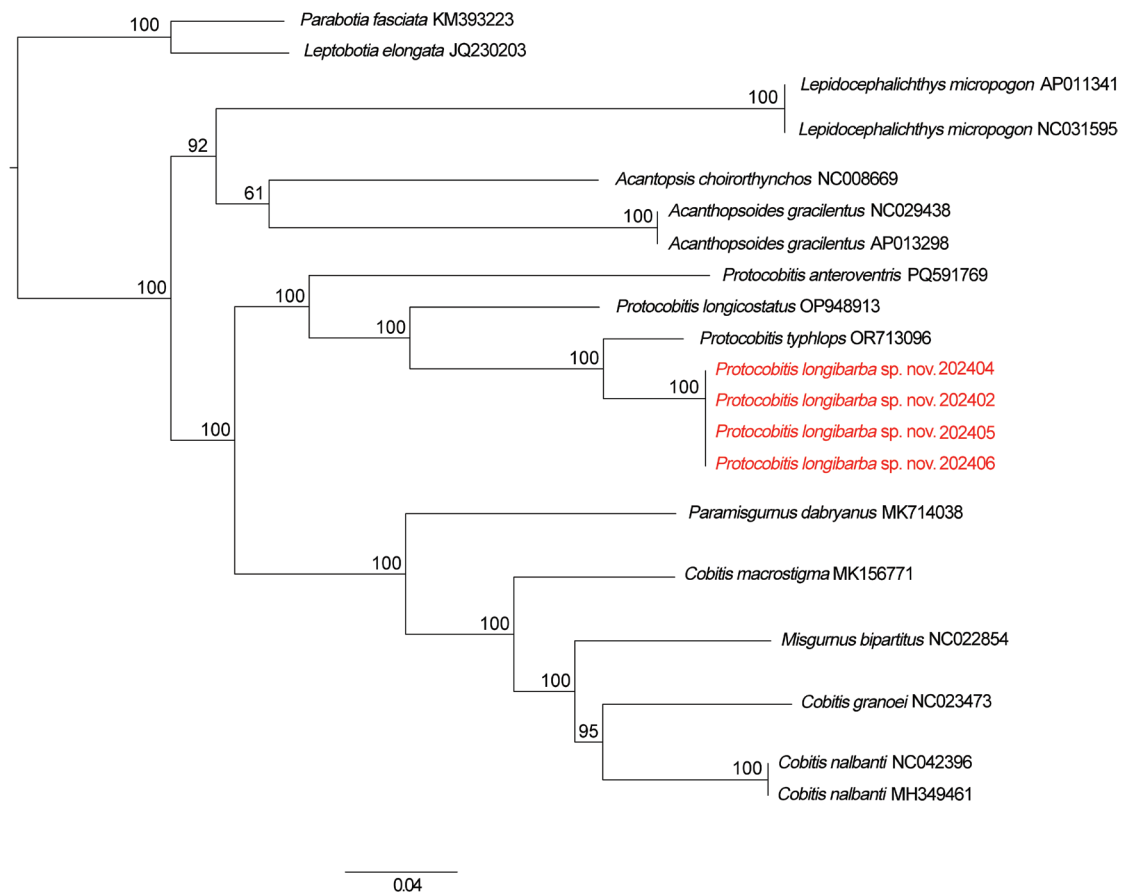 100
Parabotia fasciata KM393223
Leptobotia elongata JQ230203
100
Lepidocephalichthys micropogon AP011341
Lepidocephalichthys micropogon NC031595
92
61
Acantopsis choirorthynchos NC008669
100
Acanthopsoides gracilentus NC029438
Acanthopsoides gracilentus AP013298
100
100
Protocobitis anteroventris PQ591769
100
Protocobitis longicostatus OP948913
100
Protocobitis typhlops OR713096
100
Protocobitis longibarba sp. nov. 202404
Protocobitis longibarba sp. nov. 202402
Protocobitis longibarba sp. nov. 202405
Protocobitis longibarba sp. nov. 202406
100
100
Paramisgurnus dabryanus MK714038
100
Cobitis macrostigma MK156771
100
Misgurnus bipartitus NC022854
95
Cobitis granoei NC023473
100
Cobitis nalbanti NC042396
Cobitis nalbanti MH349461
0.04